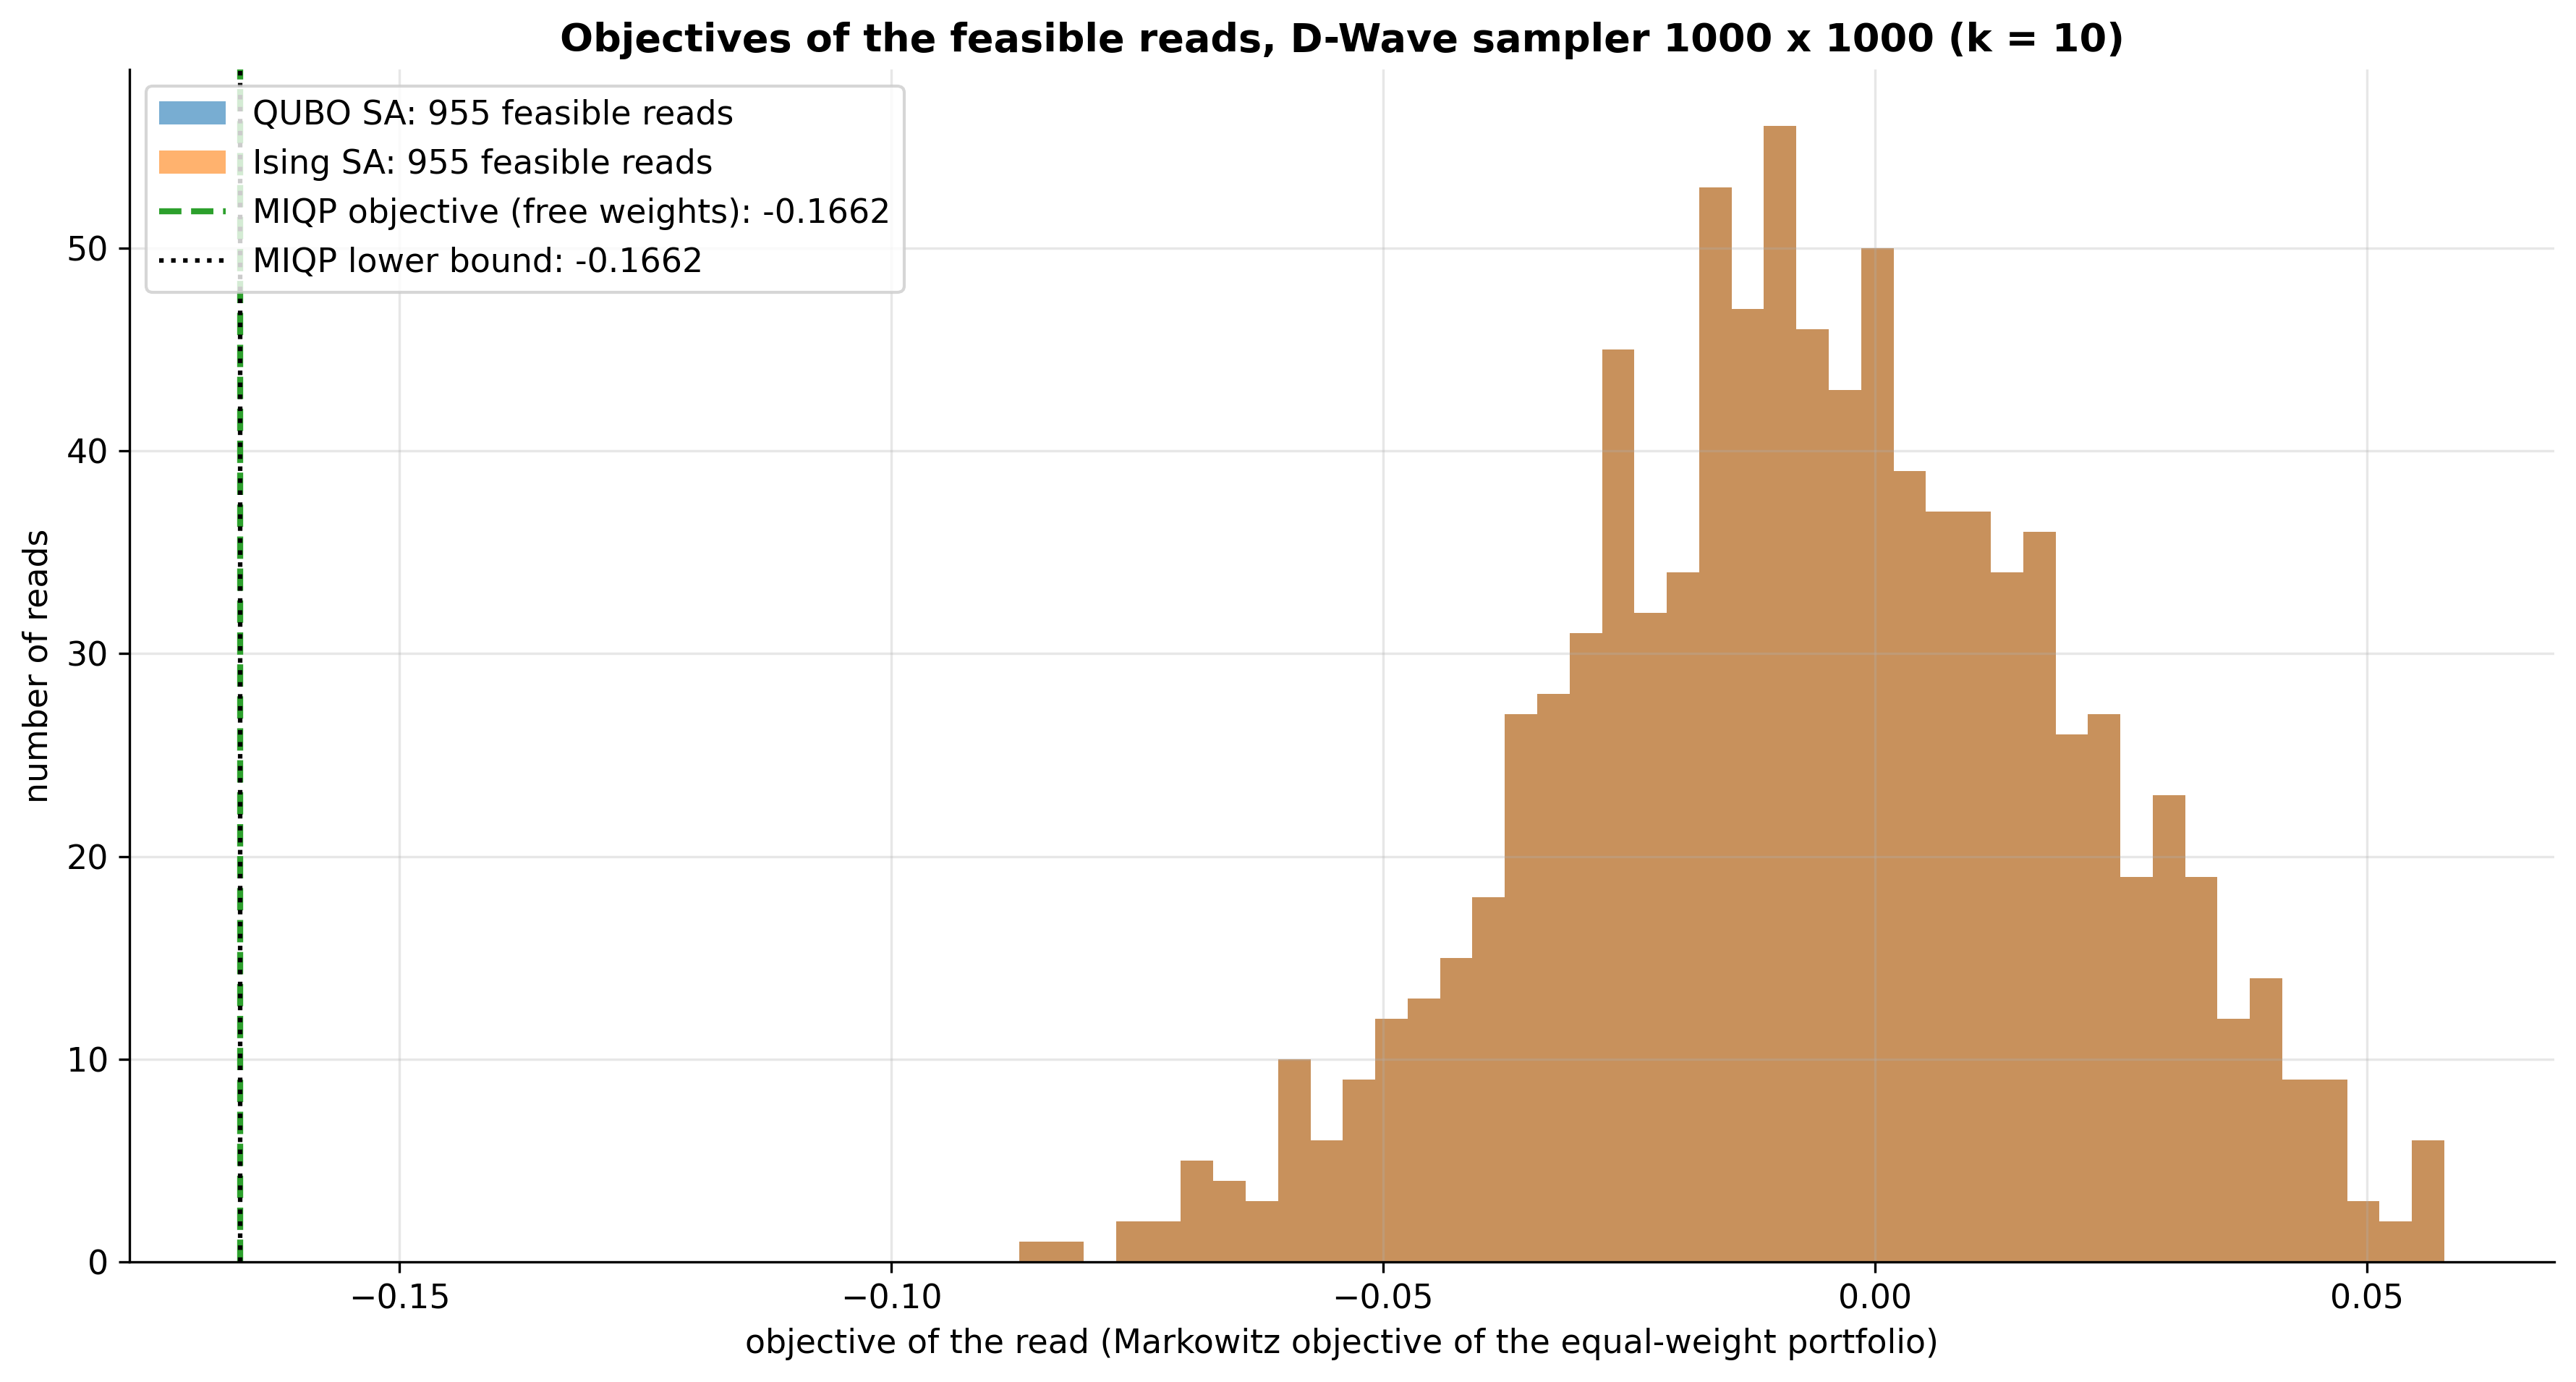 Objectives of the feasible reads, D-Wave sampler 1000 x 1000 (k = 10)
QUBO SA: 955 feasible reads
Ising SA: 955 feasible reads
MIQP objective (free weights): -0.1662
MIQP lower bound: -0.1662
number of reads
50
40
30
20
10
0
−0.15
−0.10
−0.05
0.00
0.05
objective of the read (Markowitz objective of the equal-weight portfolio)